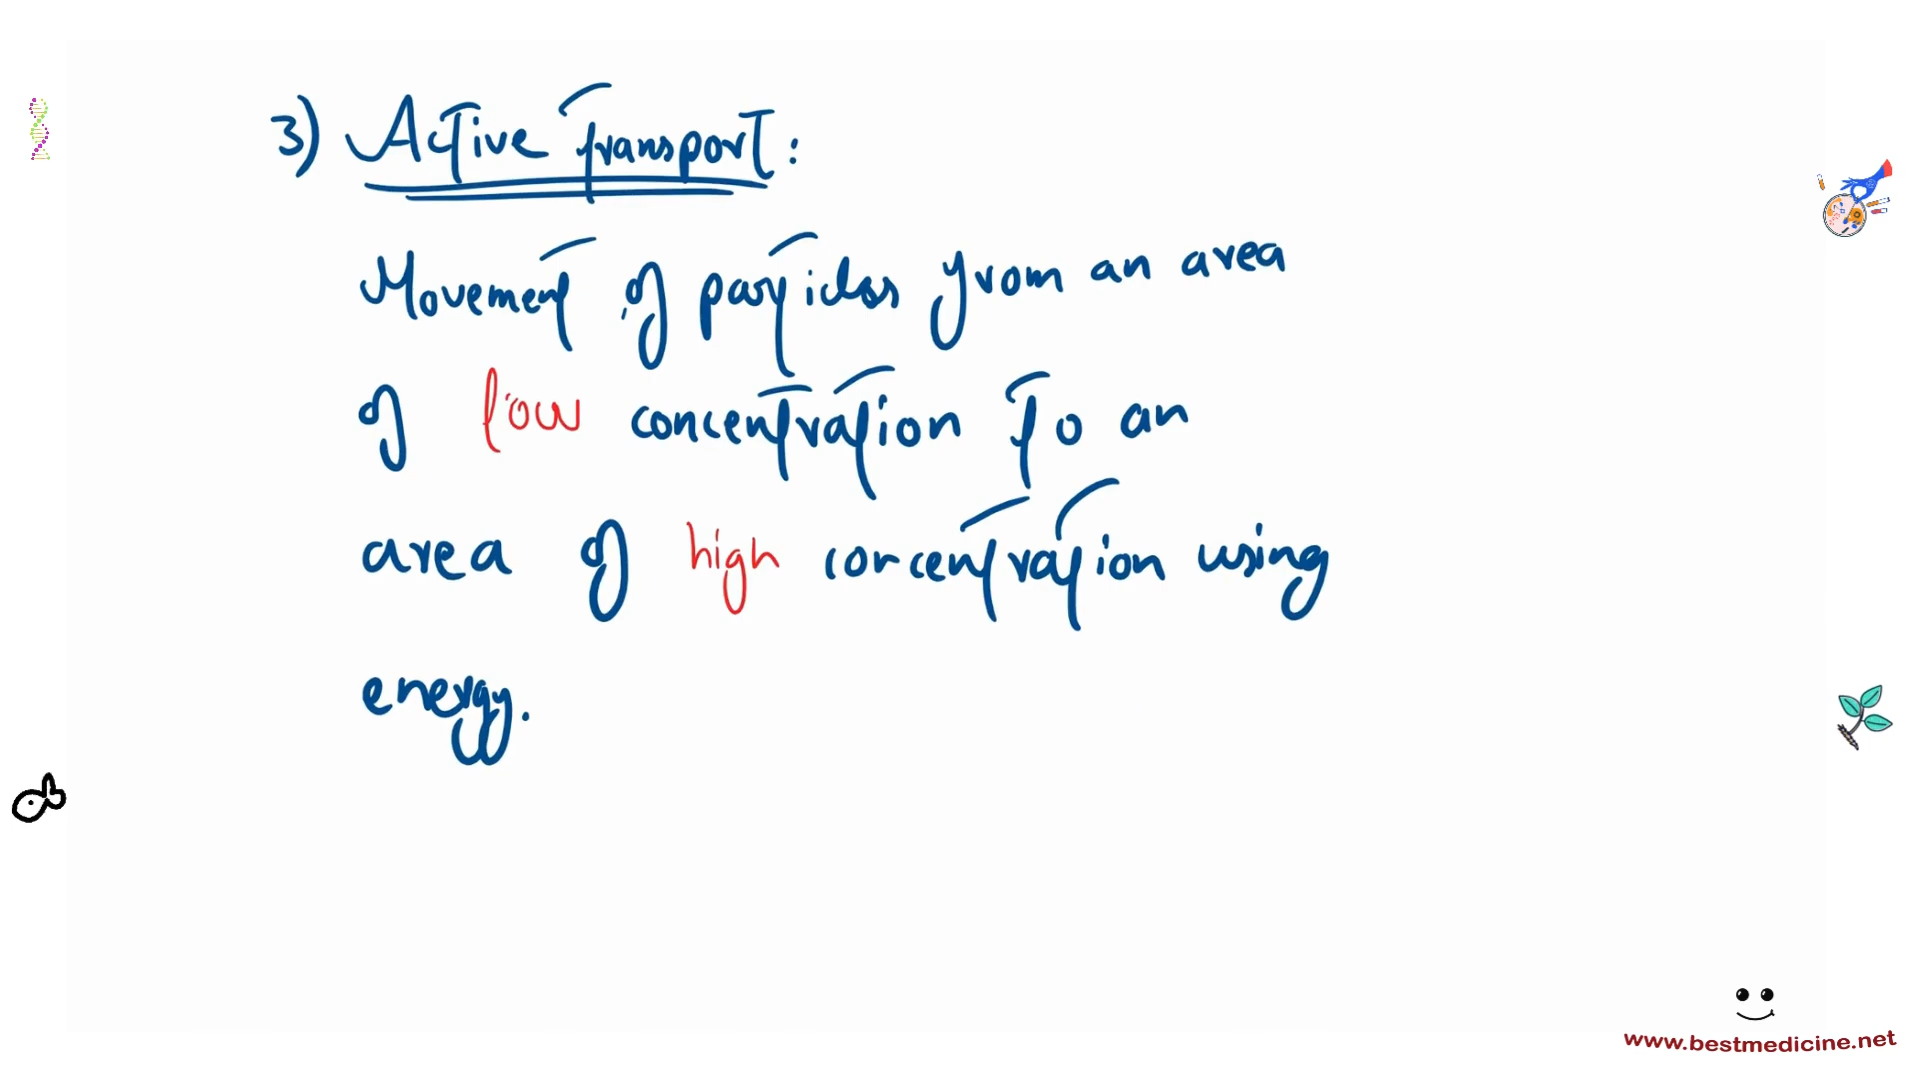 3) Active transport:
Movement of particles from an area
of low concentration to an
area of high concentration using
energy.
www.bestmedicine.net